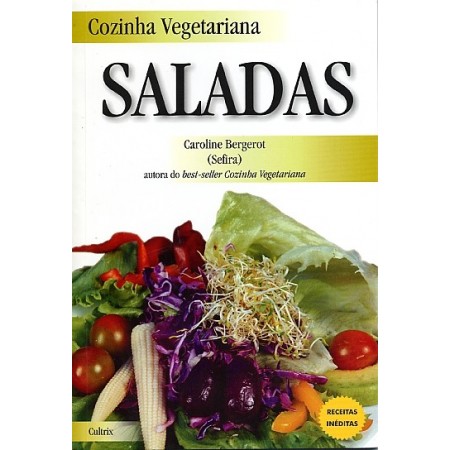 Cozinha Vegetariana
SALADAS
Caroline Bergerot
(Sefira)
autora do best-seller Cozinha Vegetariana
RECEITAS
INÉDITAS
Cultrix